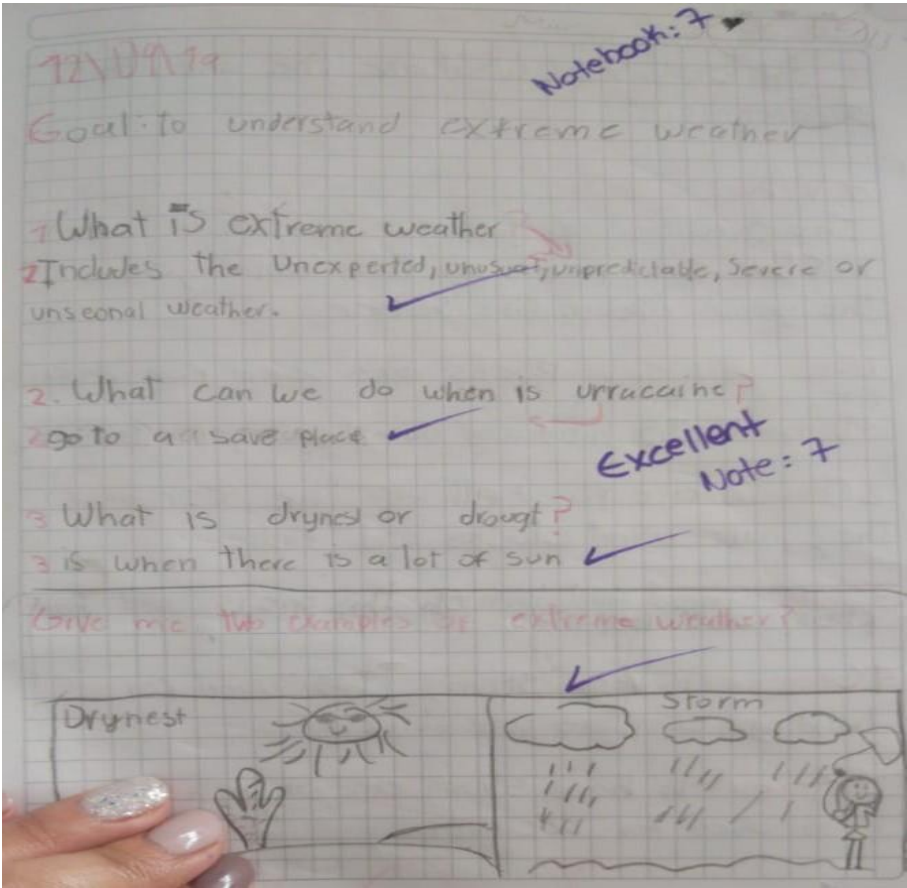 Notebook: 7
Goal: to understand extreme weather
1 What is extreme weather
2 Includes the Unexperted, unusual, unpredictable, Severe or
unseonal weather.
2. What can we do when is urracaine?
2 go to a save place
Excellent
Note: 7
3 What is drynest or drougt?
3 is when there is a lot of sun
Give me two examples of extreme weather?
Drynest
Storm